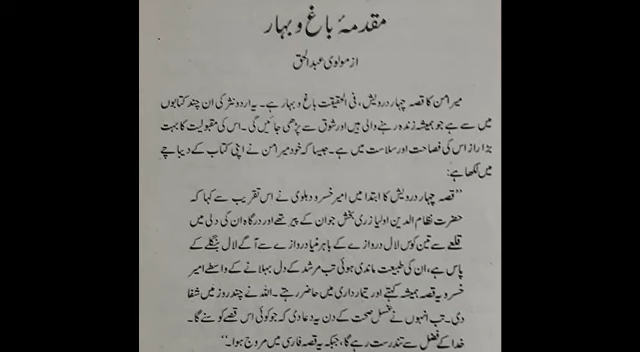 مقدمۂ باغ و بہار
از مولوی عبدالحق
میر امن کا قصہ چہار درویش، فی الحقیقت باغ و بہار ہے۔ یہ اردو نثر کی ان چند کتابوں
میں سے ہے جو ہمیشہ زندہ رہنے والی ہیں اور شوق سے پڑھی جائیں گی۔ اس کی مقبولیت کا بہت
بڑا راز اس کی فصاحت اور سلاست میں ہے۔ جیسا کہ خود میر امن نے اپنی کتاب کے دیباچے
میں لکھا ہے:
"قصہ چہار درویش کا ابتدا میں امیر خسرو دہلوی نے اس تقریب سے کہا کہ
حضرت نظام الدین اولیا زری بخش جو ان کے پیر تھے اور درگاہ ان کی دلی میں
قلعے سے تین کوس لال دروازے کے باہر مٹیا دروازے سے آگے لال بنگلے کے
پاس ہے، ان کی طبیعت ماندی ہوئی تب مرشد کے دل بہلانے کے واسطے امیر
خسرو یہ قصہ ہمیشہ کہتے اور تیمارداری میں حاضر رہتے۔ اللہ نے چند روز میں شفا
دی۔ تب انہوں نے غسل صحت کے دن یہ دعا دی کہ جو کوئی اس قصے کو سنے گا۔
خدا کے فضل سے تندرست رہے گا، جبکہ یہ قصہ فارسی میں مروج ہوا۔"